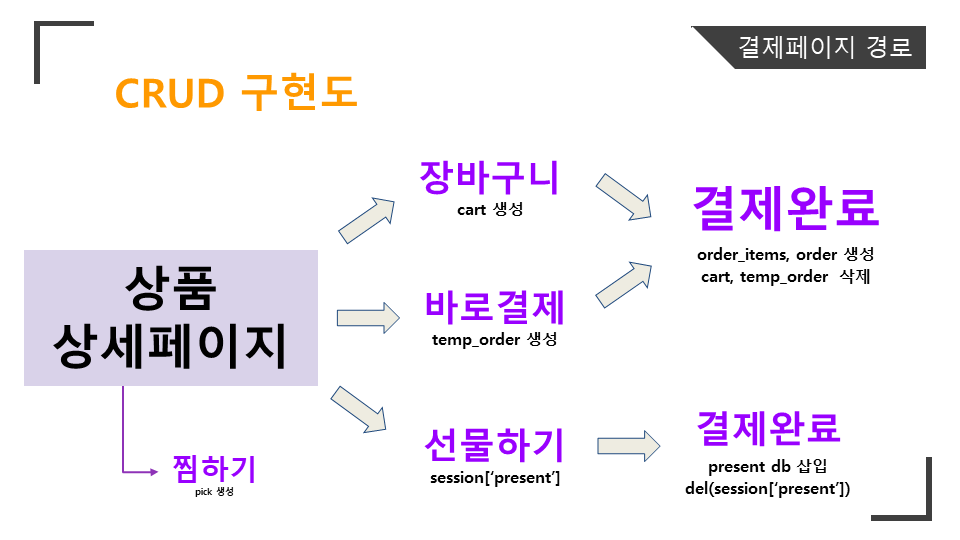 결제페이지 경로
CRUD 구현도
장바구니
cart 생성
결제완료
order_items, order 생성
cart, temp_order 삭제
상품
상세페이지
바로결제
temp_order 생성
선물하기
session[‘present’]
결제완료
present db 삽입
del(session[‘present’])
찜하기
pick 생성